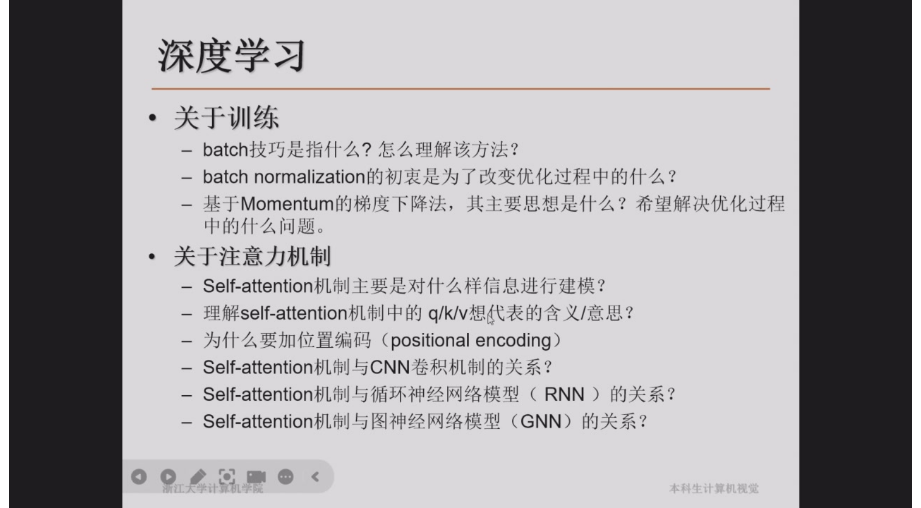 深度学习
• 关于训练
– batch技巧是指什么? 怎么理解该方法?
– batch normalization的初衷是为了改变优化过程中的什么?
– 基于Momentum的梯度下降法，其主要思想是什么？希望解决优化过程
中的什么问题。
• 关于注意力机制
– Self-attention机制主要是对什么样信息进行建模?
– 理解self-attention机制中的 q/k/v想代表的含义/意思?
– 为什么要加位置编码（positional encoding）
– Self-attention机制与CNN卷积机制的关系?
– Self-attention机制与循环神经网络模型（ RNN ）的关系?
– Self-attention机制与图神经网络模型（GNN）的关系?
浙江大学计算机学院
本科生计算机视觉